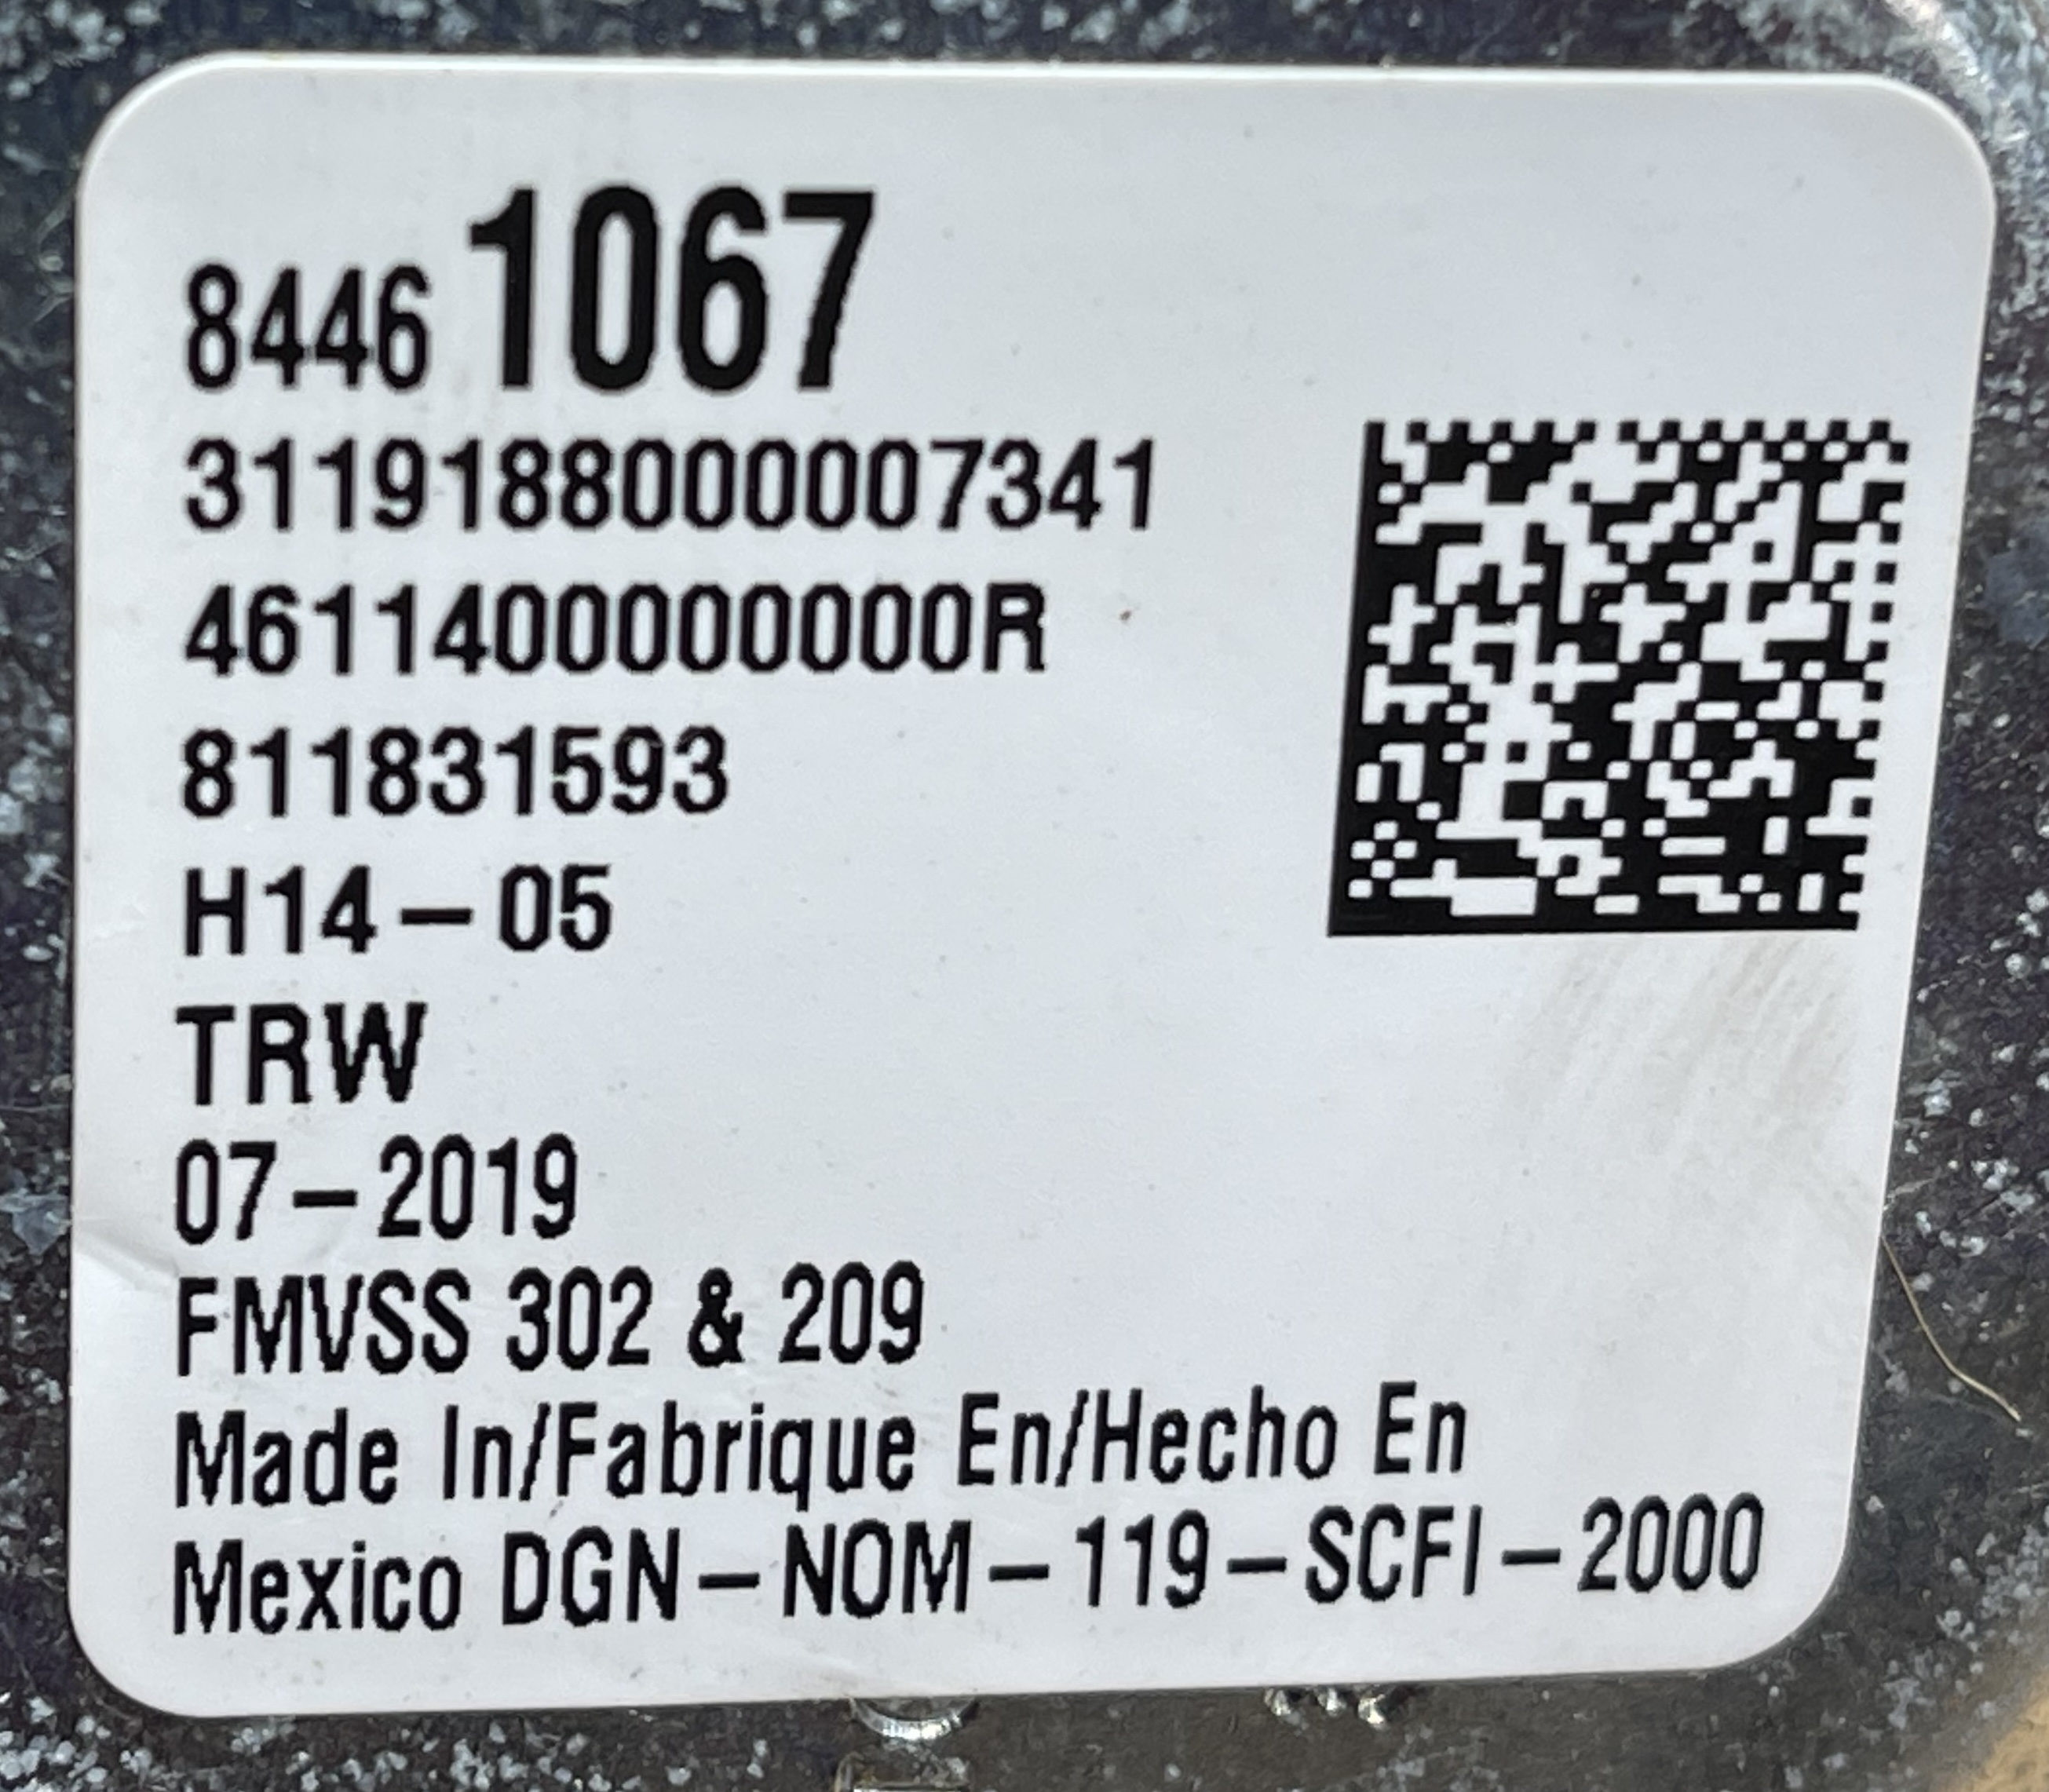 8446 1067
3119188000007341
4611400000000R
811831593
H14-05
TRW
07-2019
FMVSS 302 & 209
Made In/Fabrique En/Hecho En
Mexico DGN-NOM-119-SCFI-2000